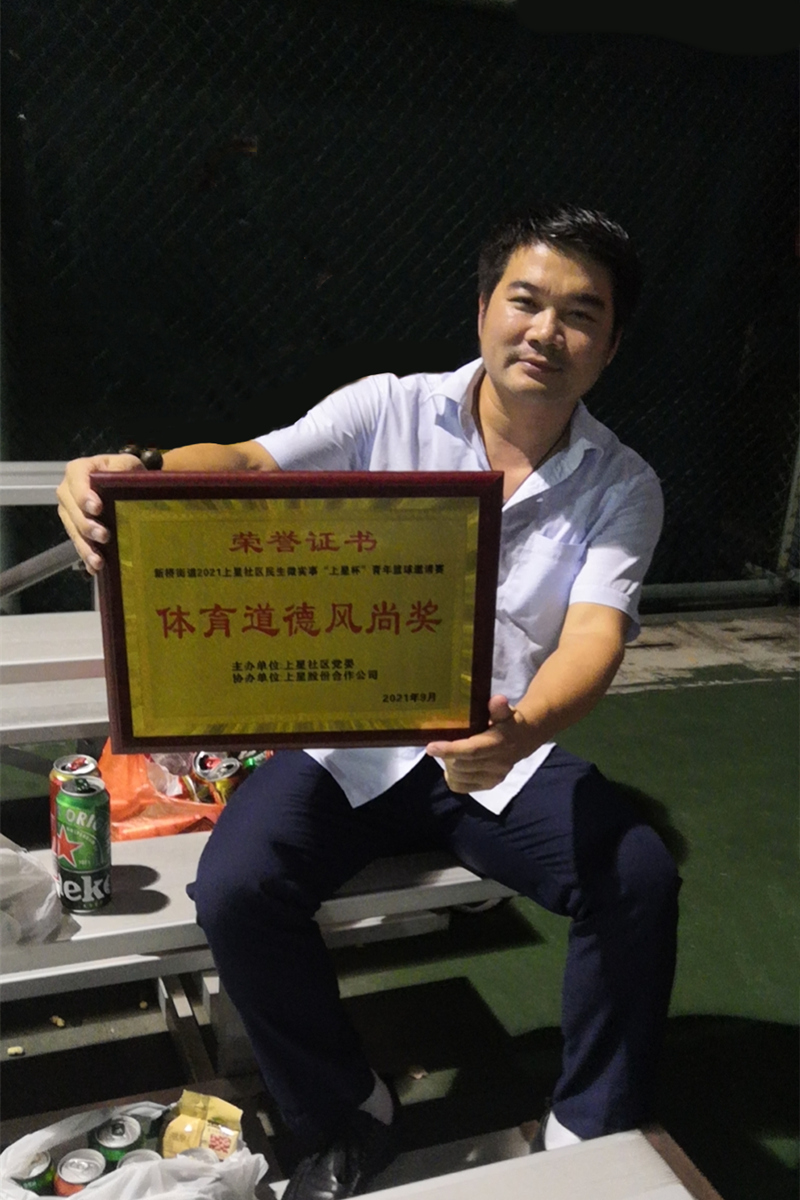 荣誉证书
新桥街道2021上星社区民生微实事“上星杯”青年篮球邀请赛
体育道德风尚奖
主办单位:上星社区党委
协办单位:上星股份合作公司
2021年9月
ORIG
Heineke